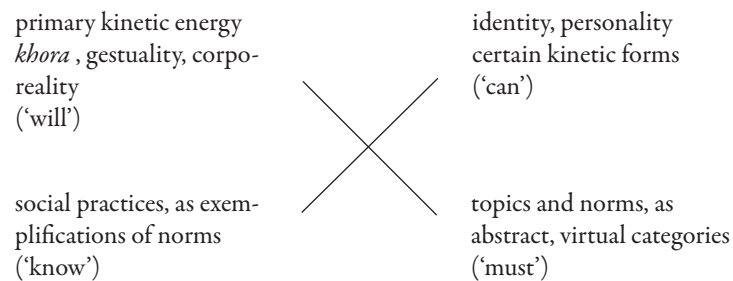 primary kinetic energy
khora , gestuality, corpo-
reality
(‘will’)
identity, personality
certain kinetic forms
(‘can’)
social practices, as exem-
plifications of norms
(‘know’)
topics and norms, as
abstract, virtual categories
(‘must’)